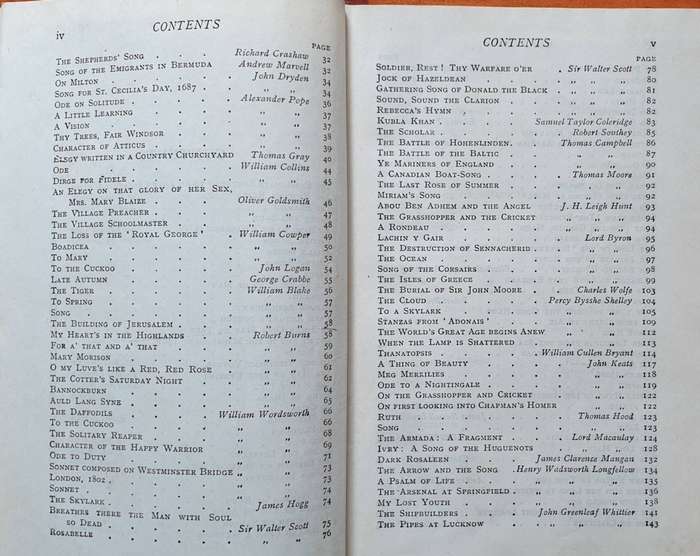 iv
CONTENTS
PAGE
The Shepherds' Song . . . Richard Crashaw 32
Song of the Emigrants in Bermuda Andrew Marvell 32
On Milton . . . . John Dryden 34
Song for St. Cecilia's Day, 1687 . . „ „ 34
Ode on Solitude . . . Alexander Pope 36
A Little Learning . . . „ „ 36
A Vision . . . . „ „ 37
Thy Trees, Fair Windsor . . „ „ 38
Character of Atticus . . . „ „ 39
Elegy written in a Country Churchyard Thomas Gray 40
Ode . . . . William Collins 44
Dirge for Fidele . . . „ „ 45
An Elegy on that glory of her Sex,
Mrs. Mary Blaize . . Oliver Goldsmith 46
The Village Preacher . . . „ „ 47
The Village Schoolmaster . . „ „ 48
The Loss of the 'Royal George' . William Cowper 49
Boadicea . . . . „ „ 50
To Mary . . . . „ „ 52
To the Cuckoo . . . John Logan 54
Late Autumn . . . George Crabbe 55
The Tiger . . . . William Blake 56
To Spring . . . . „ „ 57
Song . . . . „ „ 57
The Building of Jerusalem . . „ „ 58
My Heart's in the Highlands . Robert Burns 58
For a' that and a' that . . „ „ 59
Mary Morison . . . „ „ 60
O my Luve's like a Red, Red Rose „ „ 61
The Cotter's Saturday Night . „ „ 62
Bannockburn . . . „ „ 64
Auld Lang Syne . . . „ „ 65
The Daffodils . . William Wordsworth 66
To the Cuckoo . . . „ „ 66
The Solitary Reaper . . „ „ 68
Character of the Happy Warrior „ „ 69
Ode to Duty . . . „ „ 71
Sonnet composed on Westminster Bridge „ „ 73
London, 1802 . . . „ „ 74
Sonnet . . . . „ „ 74
The Skylark . . . James Hogg 74
Breathes there the Man with Soul
so Dead . . . Sir Walter Scott 75
Rosabelle . . . „ „ 76
CONTENTS
v
PAGE
Soldier, Rest! Thy Warfare o'er . Sir Walter Scott 78
Jock of Hazeldean . . „ „ 80
Gathering Song of Donald the Black . „ „ 81
Sound, Sound the Clarion . . „ „ 82
Rebecca's Hymn . . . „ „ 82
Kubla Khan . . Samuel Taylor Coleridge 83
The Scholar . . . Robert Southey 85
The Battle of Hohenlinden . Thomas Campbell 86
The Battle of the Baltic . . „ „ 87
Ye Mariners of England . . „ „ 90
A Canadian Boat-Song . . Thomas Moore 91
The Last Rose of Summer . . „ „ 92
Miriam's Song . . . „ „ 92
Abou Ben Adhem and the Angel . J. H. Leigh Hunt 93
The Grasshopper and the Cricket „ „ 94
A Rondeau . . . „ „ 94
Lachin y Gair . . . Lord Byron 95
The Destruction of Sennacherib . „ „ 96
The Ocean . . . „ „ 97
Song of the Corsairs . . „ „ 98
The Isles of Greece . . „ „ 99
The Burial of Sir John Moore . Charles Wolfe 103
The Cloud . . Percy Bysshe Shelley 104
To a Skylark . . . „ „ 105
Stanzas from 'Adonais' . . „ „ 109
The World's Great Age begins Anew „ „ 112
When the Lamp is Shattered . „ „ 113
Thanatopsis . . William Cullen Bryant 114
A Thing of Beauty . . John Keats 117
Meg Merrilies . . . „ „ 118
Ode to a Nightingale . . „ „ 119
On the Grasshopper and Cricket . „ „ 122
On first looking into Chapman's Homer „ „ 122
Ruth . . . Thomas Hood 123
Song . . . . „ „ 123
The Armada: A Fragment . . Lord Macaulay 124
Ivry: A Song of the Huguenots „ „ 128
Dark Rosaleen . James Clarence Mangan 132
The Arrow and the Song . Henry Wadsworth Longfellow 134
A Psalm of Life . . . „ „ 135
The Arsenal at Springfield . . „ „ 136
My Lost Youth . . . „ „ 138
The Shipbuilders . . John Greenleaf Whittier 141
The Pipes at Lucknow . . „ „ 143